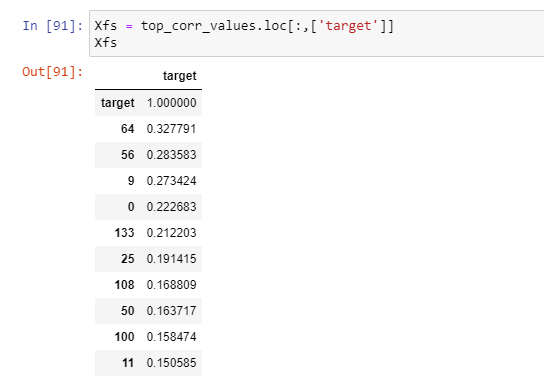 In [91]: Xfs = top_corr_values.loc[:,['target']]
Xfs
Out[91]:
target
target 1.000000
64 0.327791
56 0.283583
9 0.273424
0 0.222683
133 0.212203
25 0.191415
108 0.168809
50 0.163717
100 0.158474
11 0.150585